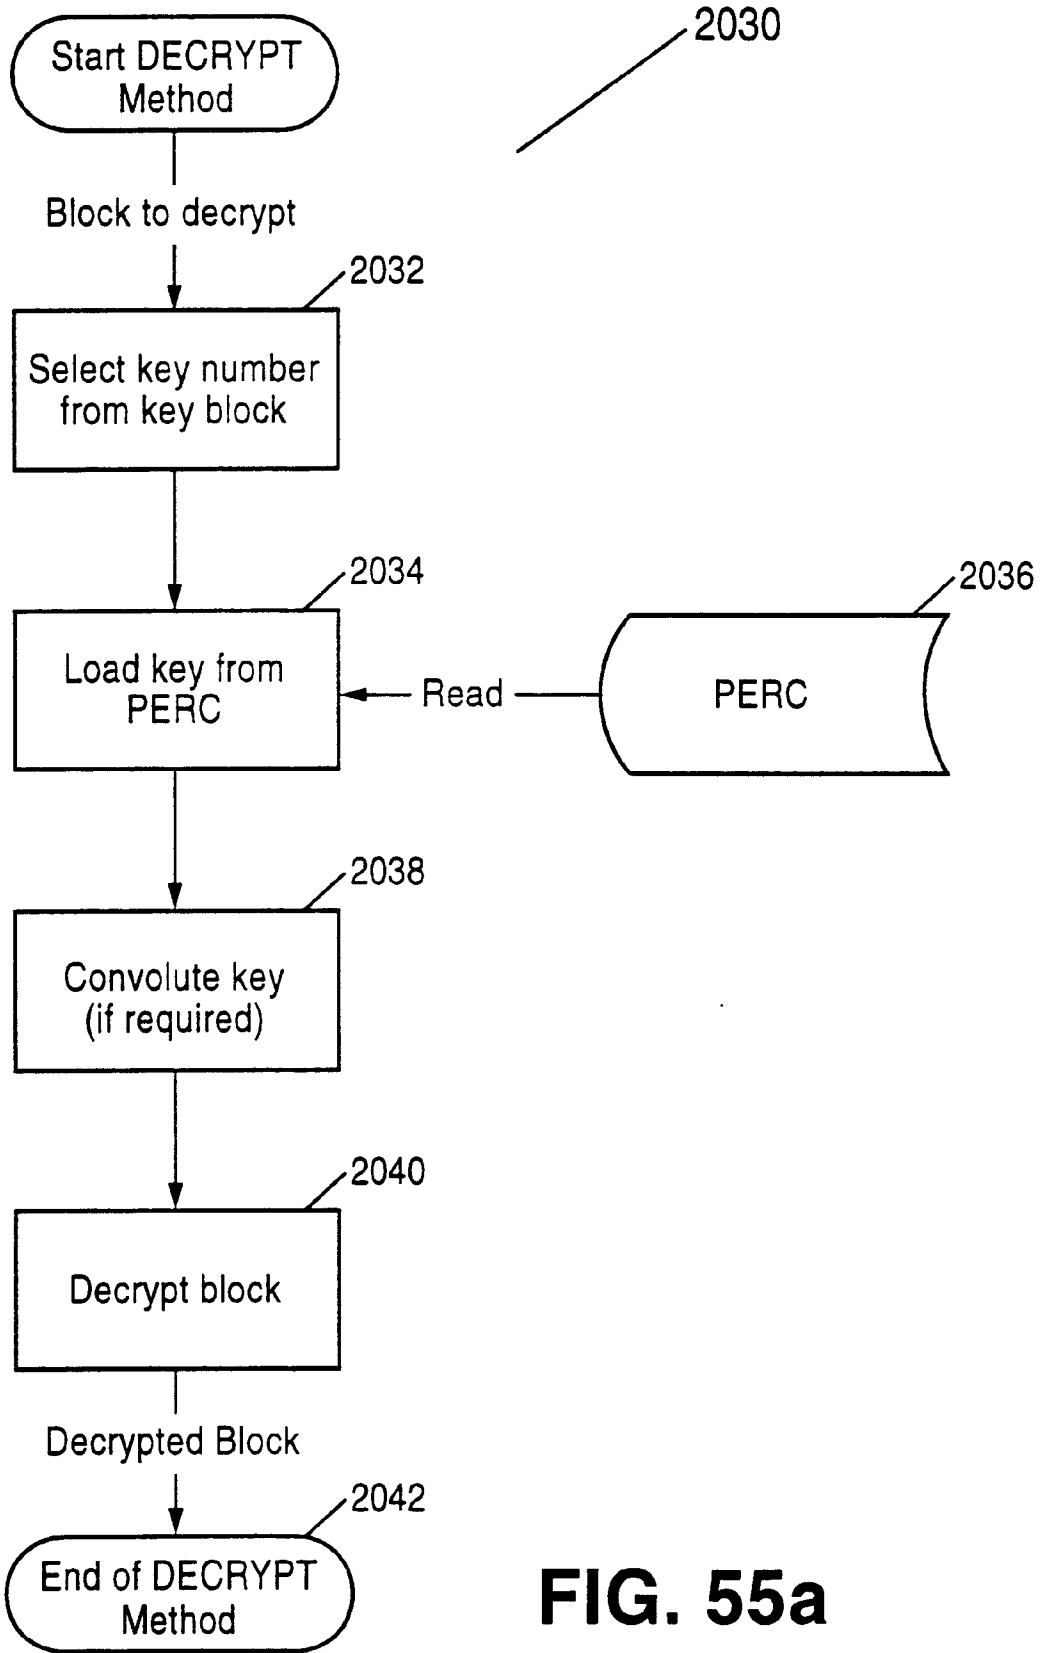 2030
Start DECRYPT
Method
Block to decrypt
2032
Select key number
from key block
2034
Load key from
PERC
Read
2036
PERC
2038
Convolute key
(if required)
2040
Decrypt block
Decrypted Block
2042
End of DECRYPT
Method
FIG. 55a